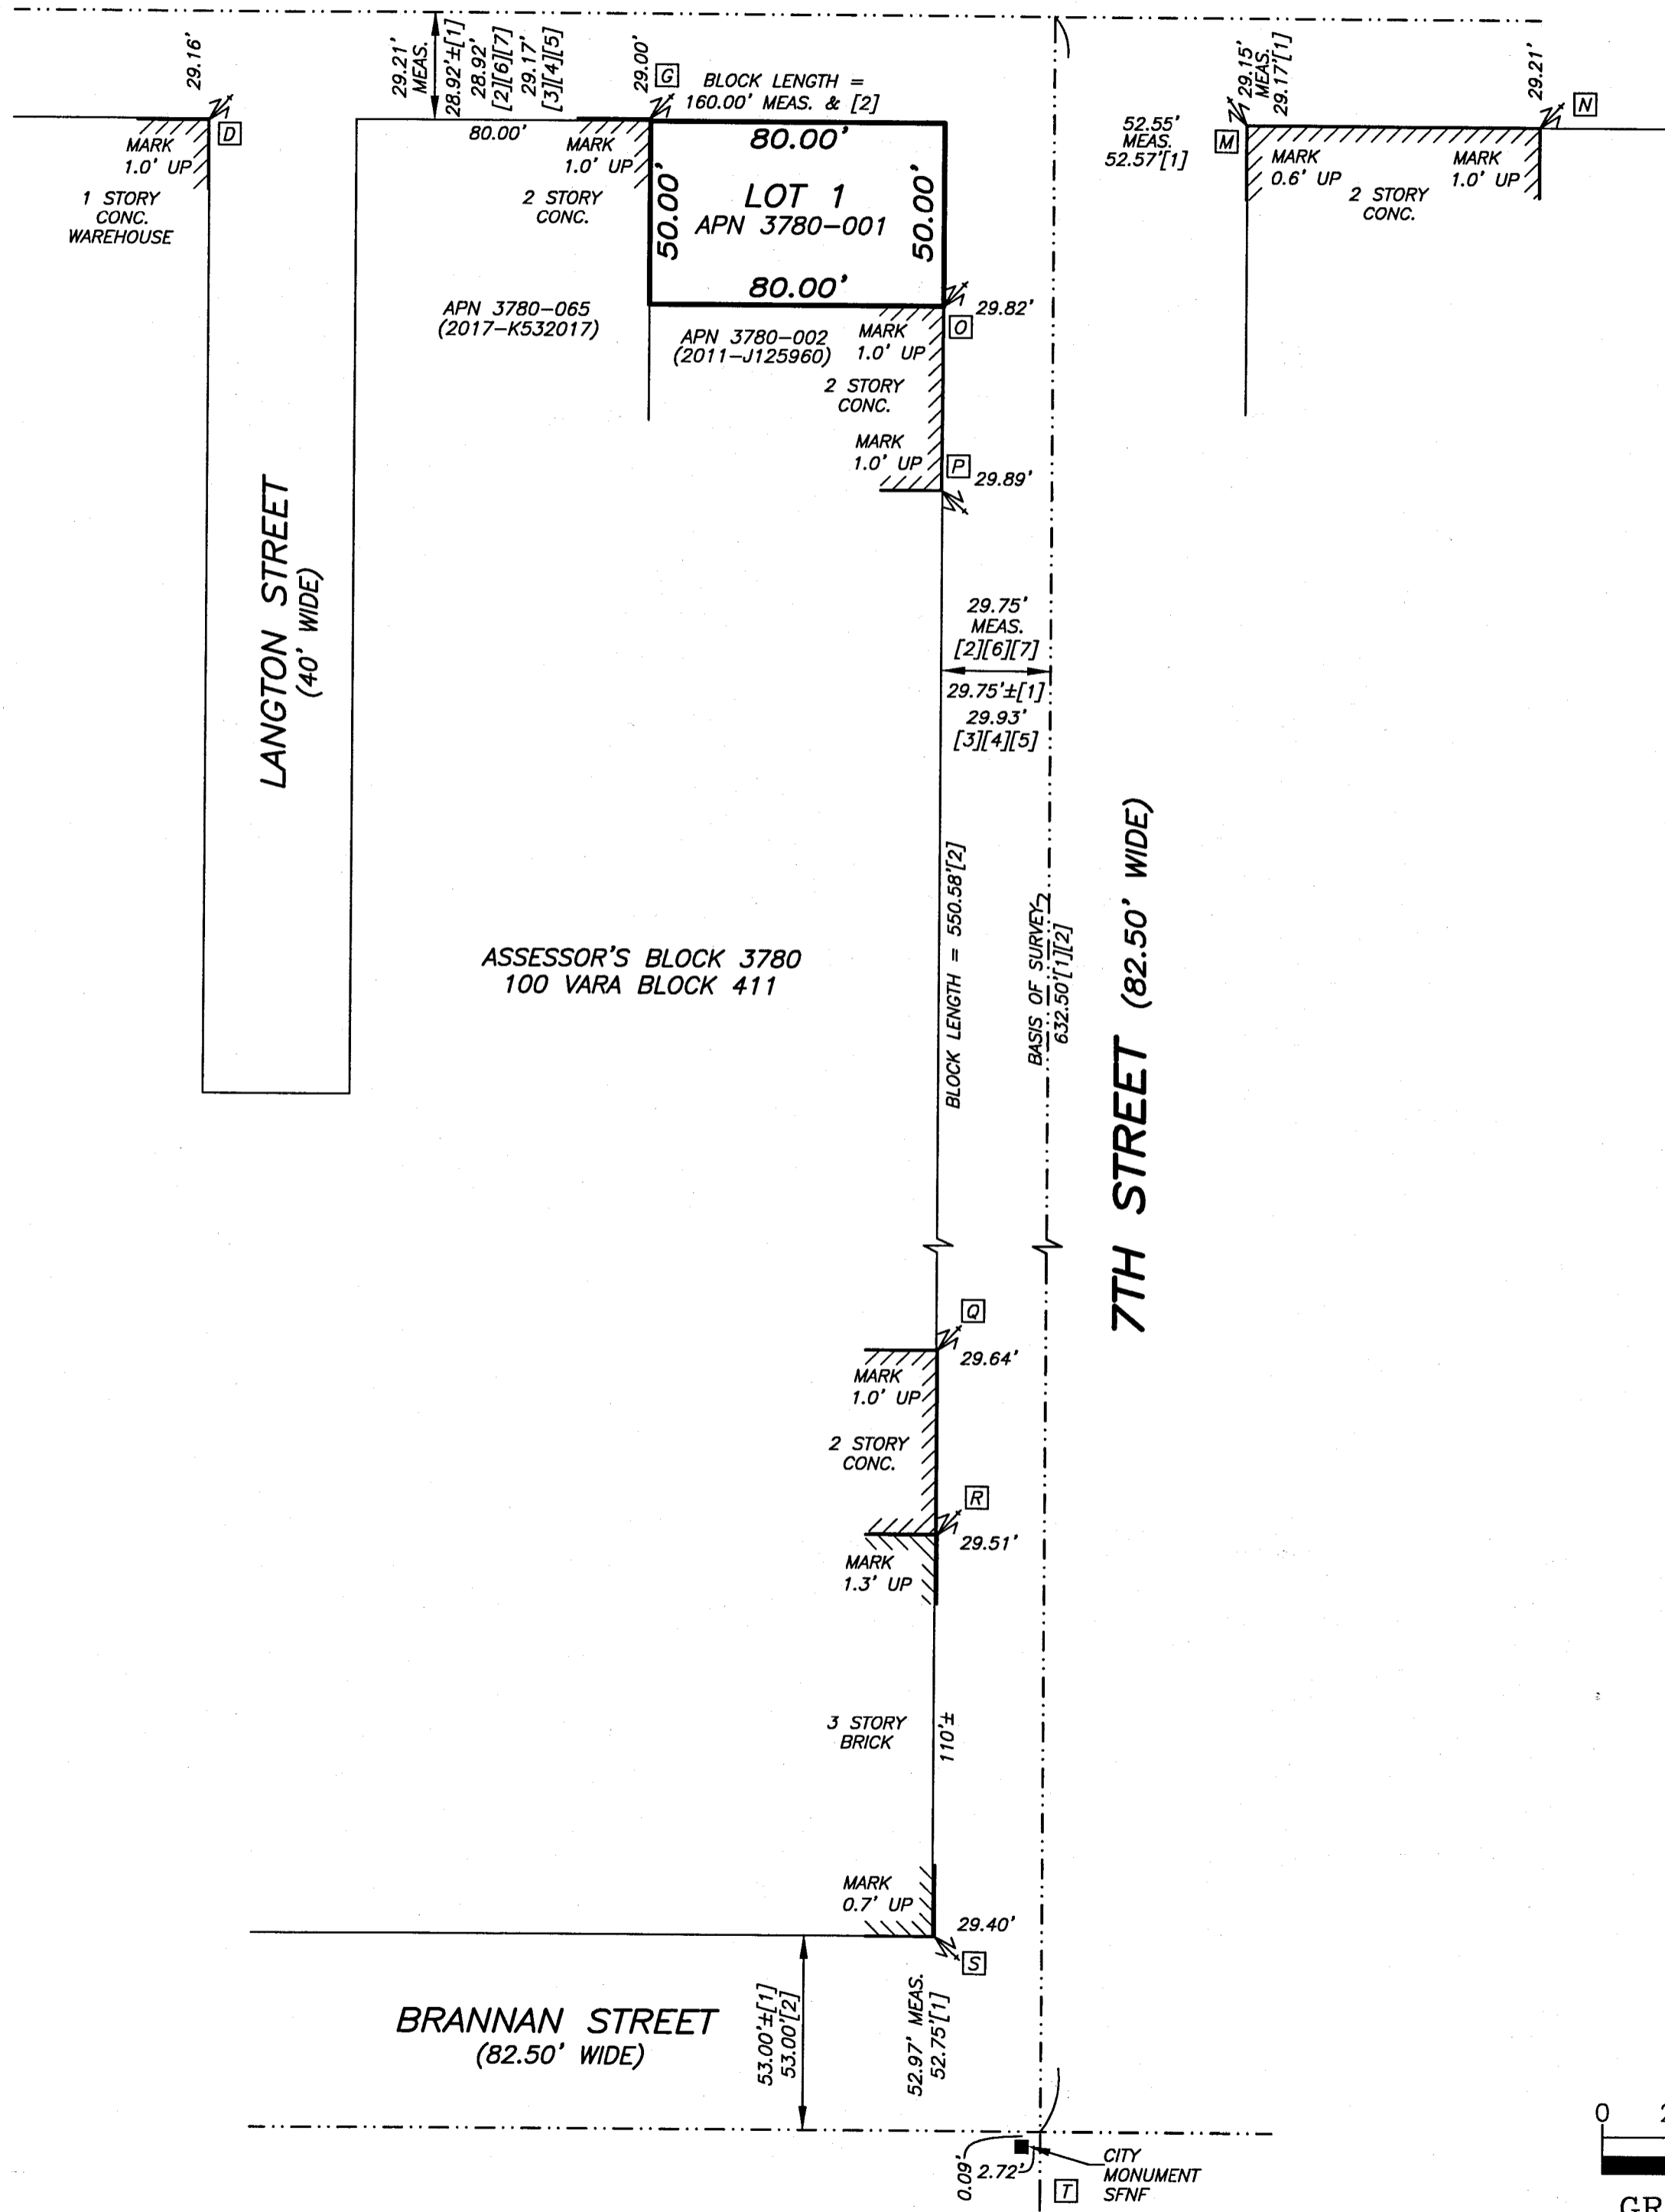 29.16'
29.21'
MEAS.
28.92'±[1]
28.92'
[2][6][7]
29.17'
[3][4][5]
29.00'
G
BLOCK LENGTH =
160.00' MEAS. & [2]
29.15'
MEAS.
29.17'[1]
29.21'
N
D
MARK
1.0' UP
1 STORY
CONC.
WAREHOUSE
80.00'
MARK
1.0' UP
2 STORY
CONC.
80.00'
50.00'
LOT 1
APN 3780-001
50.00'
80.00'
52.55'
MEAS.
52.57'[1]
M
MARK
0.6' UP
MARK
1.0' UP
2 STORY
CONC.
APN 3780-065
(2017-K532017)
APN 3780-002
(2011-J125960)
29.82'
O
MARK
1.0' UP
2 STORY
CONC.
MARK
1.0' UP
P
29.89'
LANGTON STREET
(40' WIDE)
29.75'
MEAS.
[2][6][7]
29.75'±[1]
29.93'
[3][4][5]
BLOCK LENGTH = 550.58'[2]
BASIS OF SURVEY
632.50'[1][2]
7TH STREET (82.50' WIDE)
ASSESSOR'S BLOCK 3780
100 VARA BLOCK 411
Q
29.64'
MARK
1.0' UP
2 STORY
CONC.
R
29.51'
MARK
1.3' UP
3 STORY
BRICK
110'±
MARK
0.7' UP
29.40'
S
BRANNAN STREET
(82.50' WIDE)
53.00'±[1]
53.00'[2]
52.97' MEAS.
52.75'[1]
0.09'
2.72'
T
CITY
MONUMENT
SFNF
0
GR